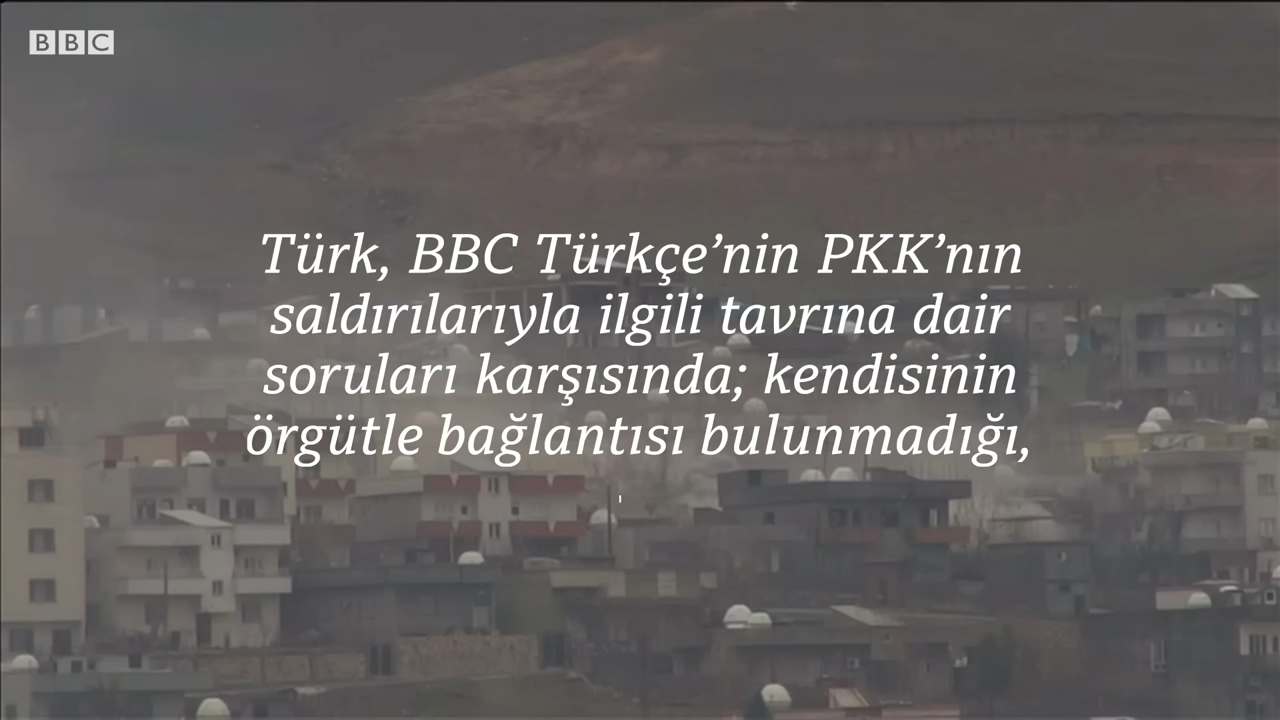 BBC
Türk, BBC Türkçe’nin PKK’nın
saldırılarıyla ilgili tavrına dair
soruları karşısında; kendisinin
örgütle bağlantısı bulunmadığı,